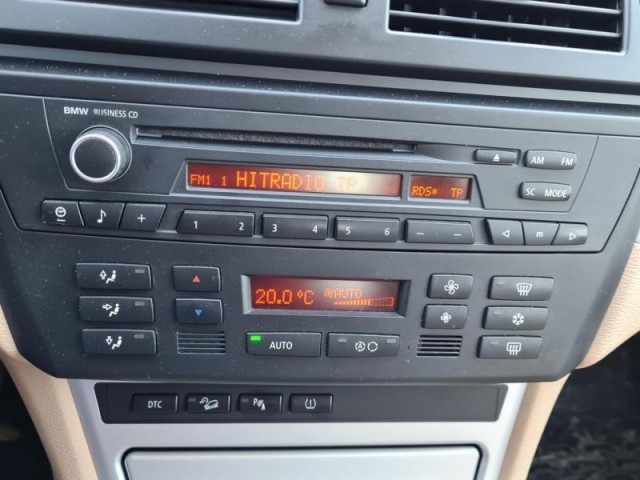 BMW BUSINESS CD
FM1 1 HITRADIO TP RDS* TP
AM FM
SC MODE
1 2 3 4 5 6 m
20.0 °C AUTO
AUTO
DTC P